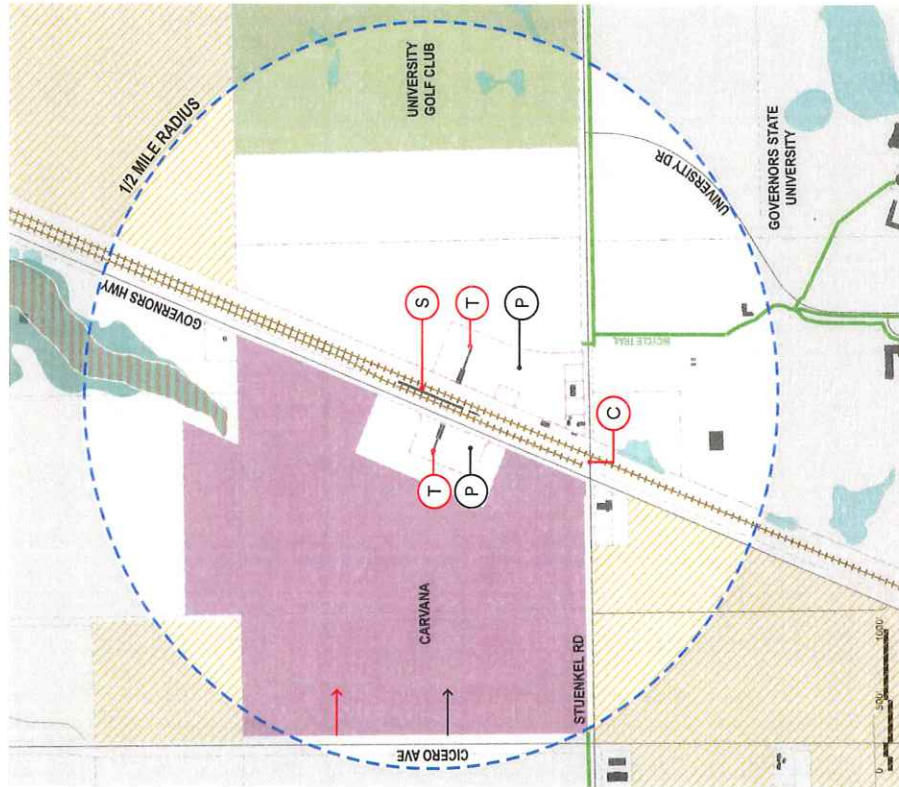 1/2 MILE RADIUS
UNIVERSITY
GOLF CLUB
GOVERNORS HWY
S
T
P
T
P
C
BICYCLE TRAIL
UNIVERSITY DR
GOVERNORS STATE
UNIVERSITY
CARVANA
STUENKEL RD
CICERO AVE
0 500' 1000'